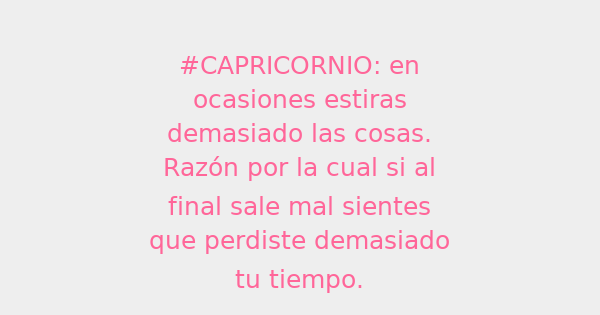 #CAPRICORNIO: en
ocasiones estiras
demasiado las cosas.
Razón por la cual si al
final sale mal sientes
que perdiste demasiado
tu tiempo.